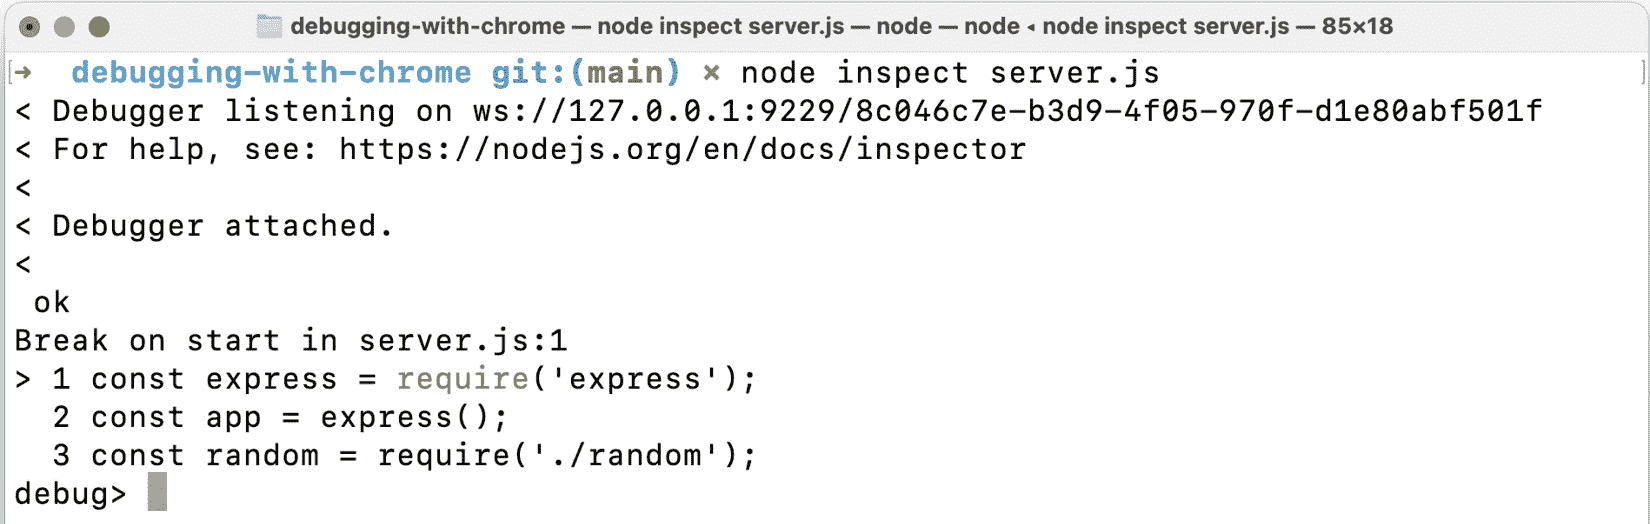 debugging-with-chrome — node inspect server.js — node — node ◂ node inspect server.js — 85×18
[→ debugging-with-chrome git:(main) × node inspect server.js ]
< Debugger listening on ws://127.0.0.1:9229/8c046c7e-b3d9-4f05-970f-d1e80abf501f
< For help, see: https://nodejs.org/en/docs/inspector
<
< Debugger attached.
<
 ok
Break on start in server.js:1
> 1 const express = require('express');
  2 const app = express();
  3 const random = require('./random');
debug>